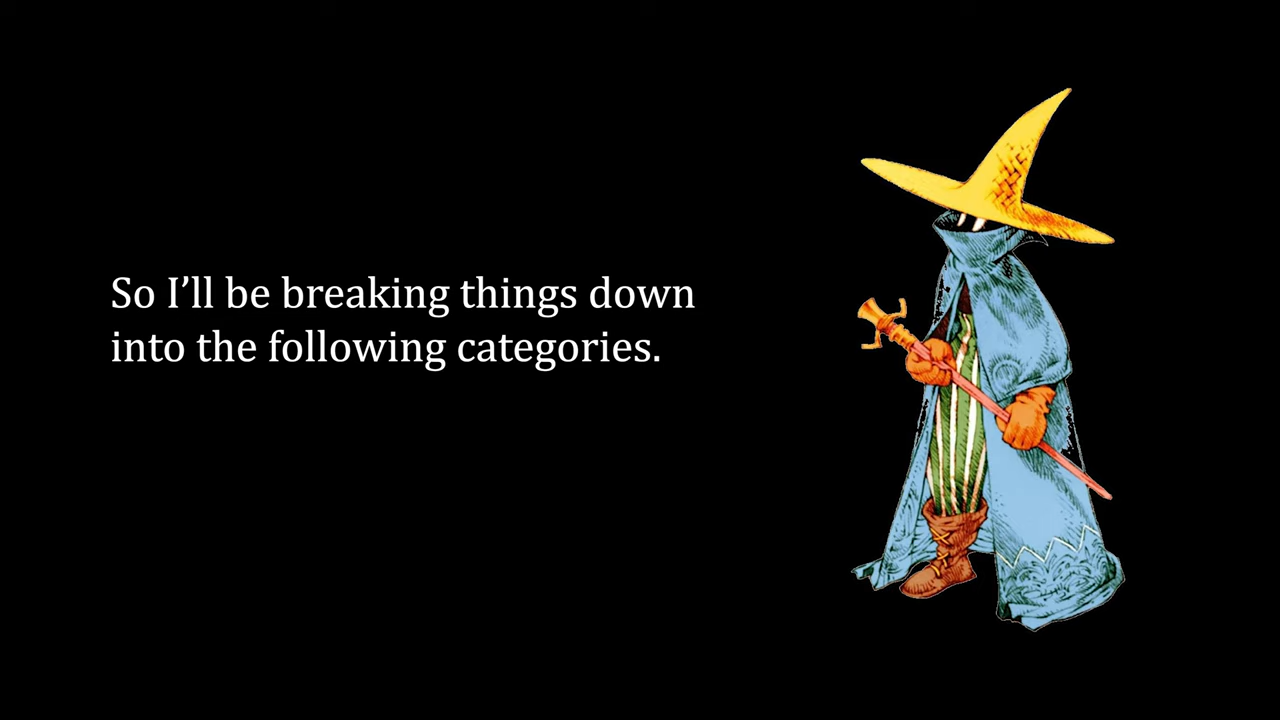 So I’ll be breaking things down
into the following categories.